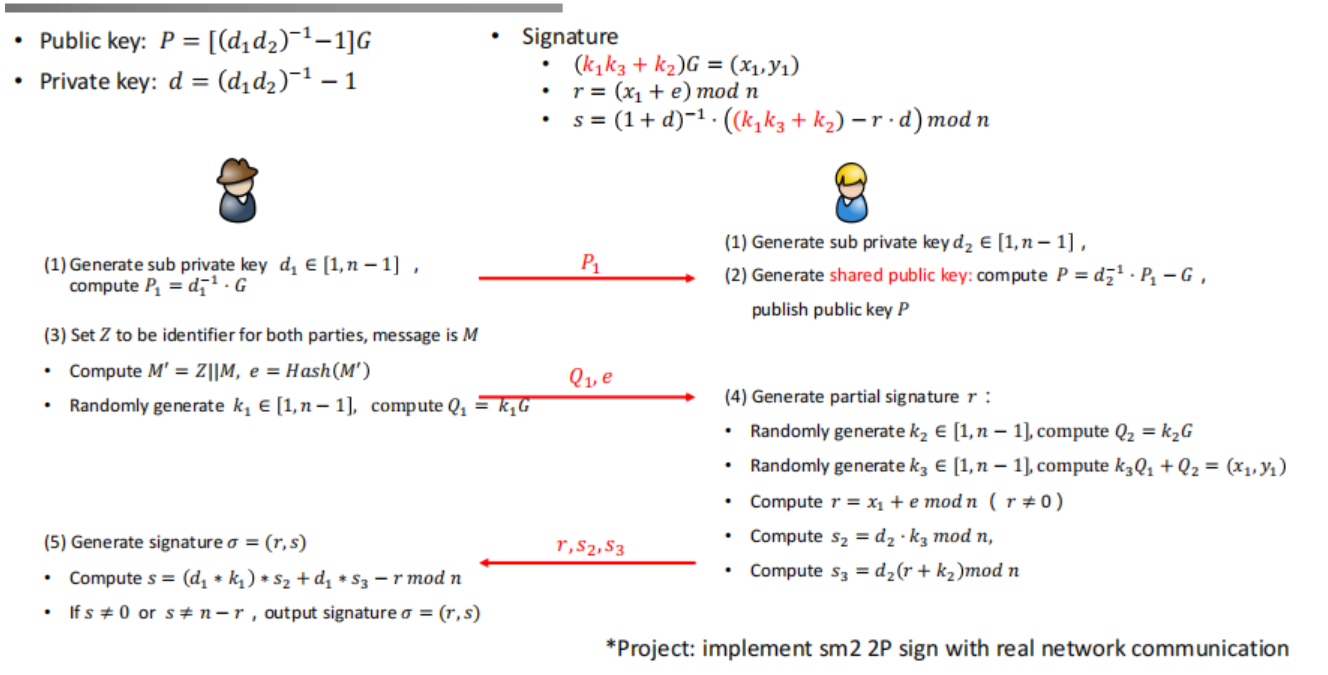 • Public key: P = [(d₁d₂)⁻¹−1]G
• Private key: d = (d₁d₂)⁻¹ − 1
• Signature
• (k₁k₃ + k₂)G = (x₁,y₁)
• r = (x₁ + e) mod n
• s = (1 + d)⁻¹ · ((k₁k₃ + k₂) − r · d) mod n
(1) Generate sub private key d₁ ∈ [1, n − 1] ,
compute P₁ = d₁⁻¹ · G
P₁
(1) Generate sub private key d₂ ∈ [1, n − 1] ,
(2) Generate shared public key: compute P = d₂⁻¹ · P₁ − G ,
publish public key P
(3) Set Z to be identifier for both parties, message is M
• Compute M′ = Z||M, e = Hash(M′)
• Randomly generate k₁ ∈ [1, n − 1], compute Q₁ = k₁G
Q₁, e
(4) Generate partial signature r :
• Randomly generate k₂ ∈ [1, n − 1], compute Q₂ = k₂G
• Randomly generate k₃ ∈ [1, n − 1], compute k₃Q₁ + Q₂ = (x₁, y₁)
• Compute r = x₁ + e mod n ( r ≠ 0 )
• Compute s₂ = d₂ · k₃ mod n,
• Compute s₃ = d₂(r + k₂)mod n
r, s₂, s₃
(5) Generate signature σ = (r, s)
• Compute s = (d₁ * k₁) * s₂ + d₁ * s₃ − r mod n
• If s ≠ 0 or s ≠ n − r , output signature σ = (r, s)
*Project: implement sm2 2P sign with real network communication